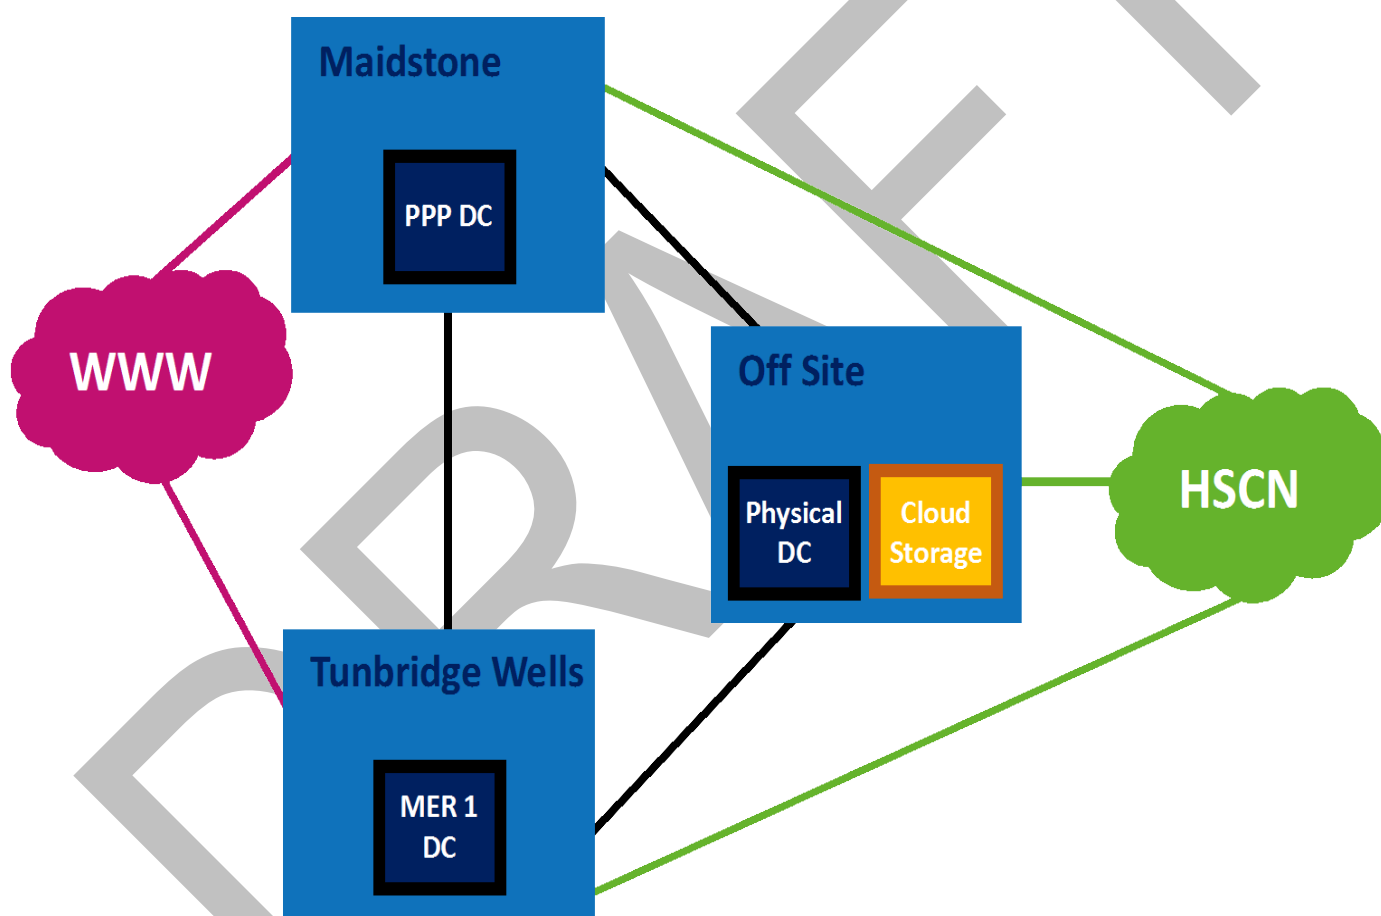 Maidstone
PPP DC
WWW
Off Site
Physical
DC
Cloud
Storage
HSCN
Tunbridge Wells
MER 1
DC
DRAFT